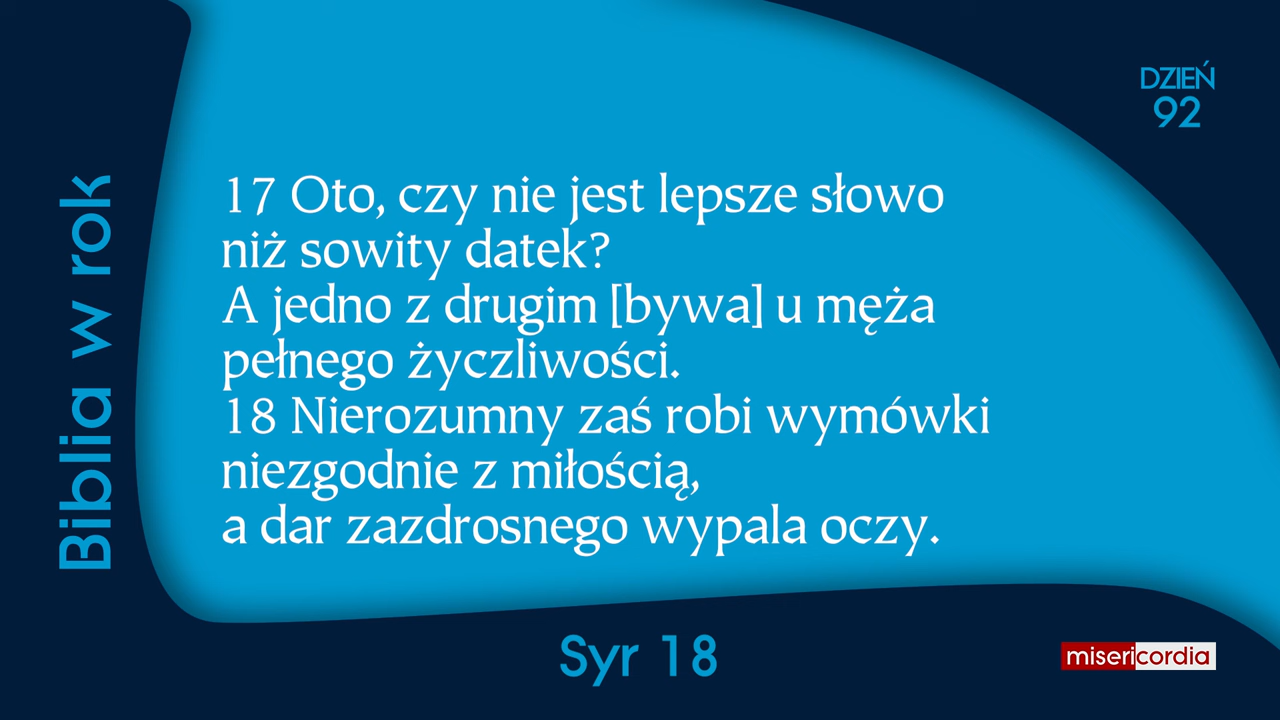 DZIEŃ
92
Biblia w rok
17 Oto, czy nie jest lepsze słowo
niż sowity datek?
A jedno z drugim [bywa] u męża
pełnego życzliwości.
18 Nierozumny zaś robi wymówki
niezgodnie z miłością,
a dar zazdrosnego wypala oczy.
Syr 18
misericordia